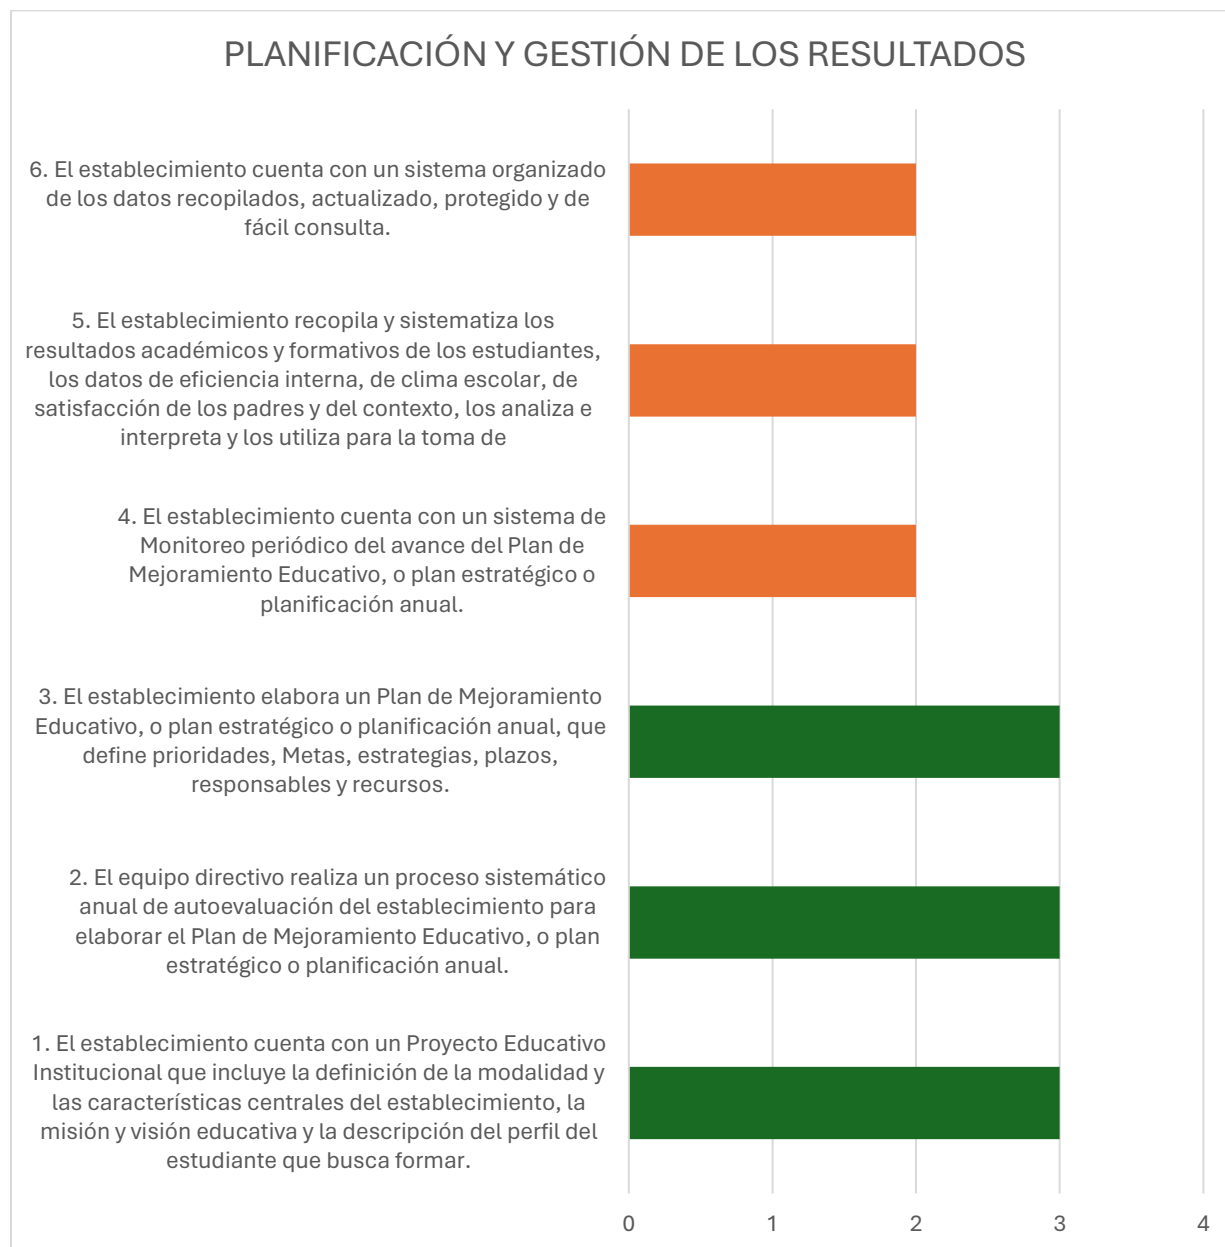 PLANIFICACIÓN Y GESTIÓN DE LOS RESULTADOS
6. El establecimiento cuenta con un sistema organizado
de los datos recopilados, actualizado, protegido y de
fácil consulta.
5. El establecimiento recopila y sistematiza los
resultados académicos y formativos de los estudiantes,
los datos de eficiencia interna, de clima escolar, de
satisfacción de los padres y del contexto, los analiza e
interpreta y los utiliza para la toma de
4. El establecimiento cuenta con un sistema de
Monitoreo periódico del avance del Plan de
Mejoramiento Educativo, o plan estratégico o
planificación anual.
3. El establecimiento elabora un Plan de Mejoramiento
Educativo, o plan estratégico o planificación anual, que
define prioridades, Metas, estrategias, plazos,
responsables y recursos.
2. El equipo directivo realiza un proceso sistemático
anual de autoevaluación del establecimiento para
elaborar el Plan de Mejoramiento Educativo, o plan
estratégico o planificación anual.
1. El establecimiento cuenta con un Proyecto Educativo
Institucional que incluye la definición de la modalidad y
las características centrales del establecimiento, la
misión y visión educativa y la descripción del perfil del
estudiante que busca formar.
0 1 2 3 4